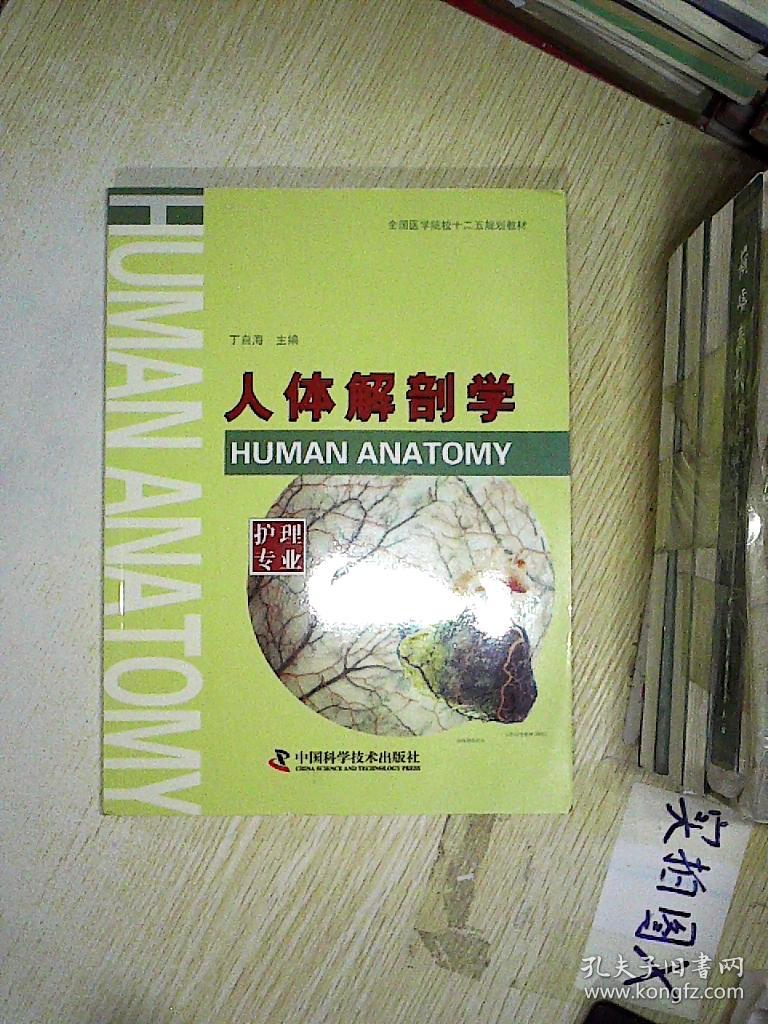 全国医学院校十二五规划教材
丁自海 主编
人体解剖学
HUMAN ANATOMY
护理
专业
HUMAN ANATOMY
中国科学技术出版社
CHINA SCIENCE AND TECHNOLOGY PRESS
实拍图
孔夫子旧书网
www.kongfz.com